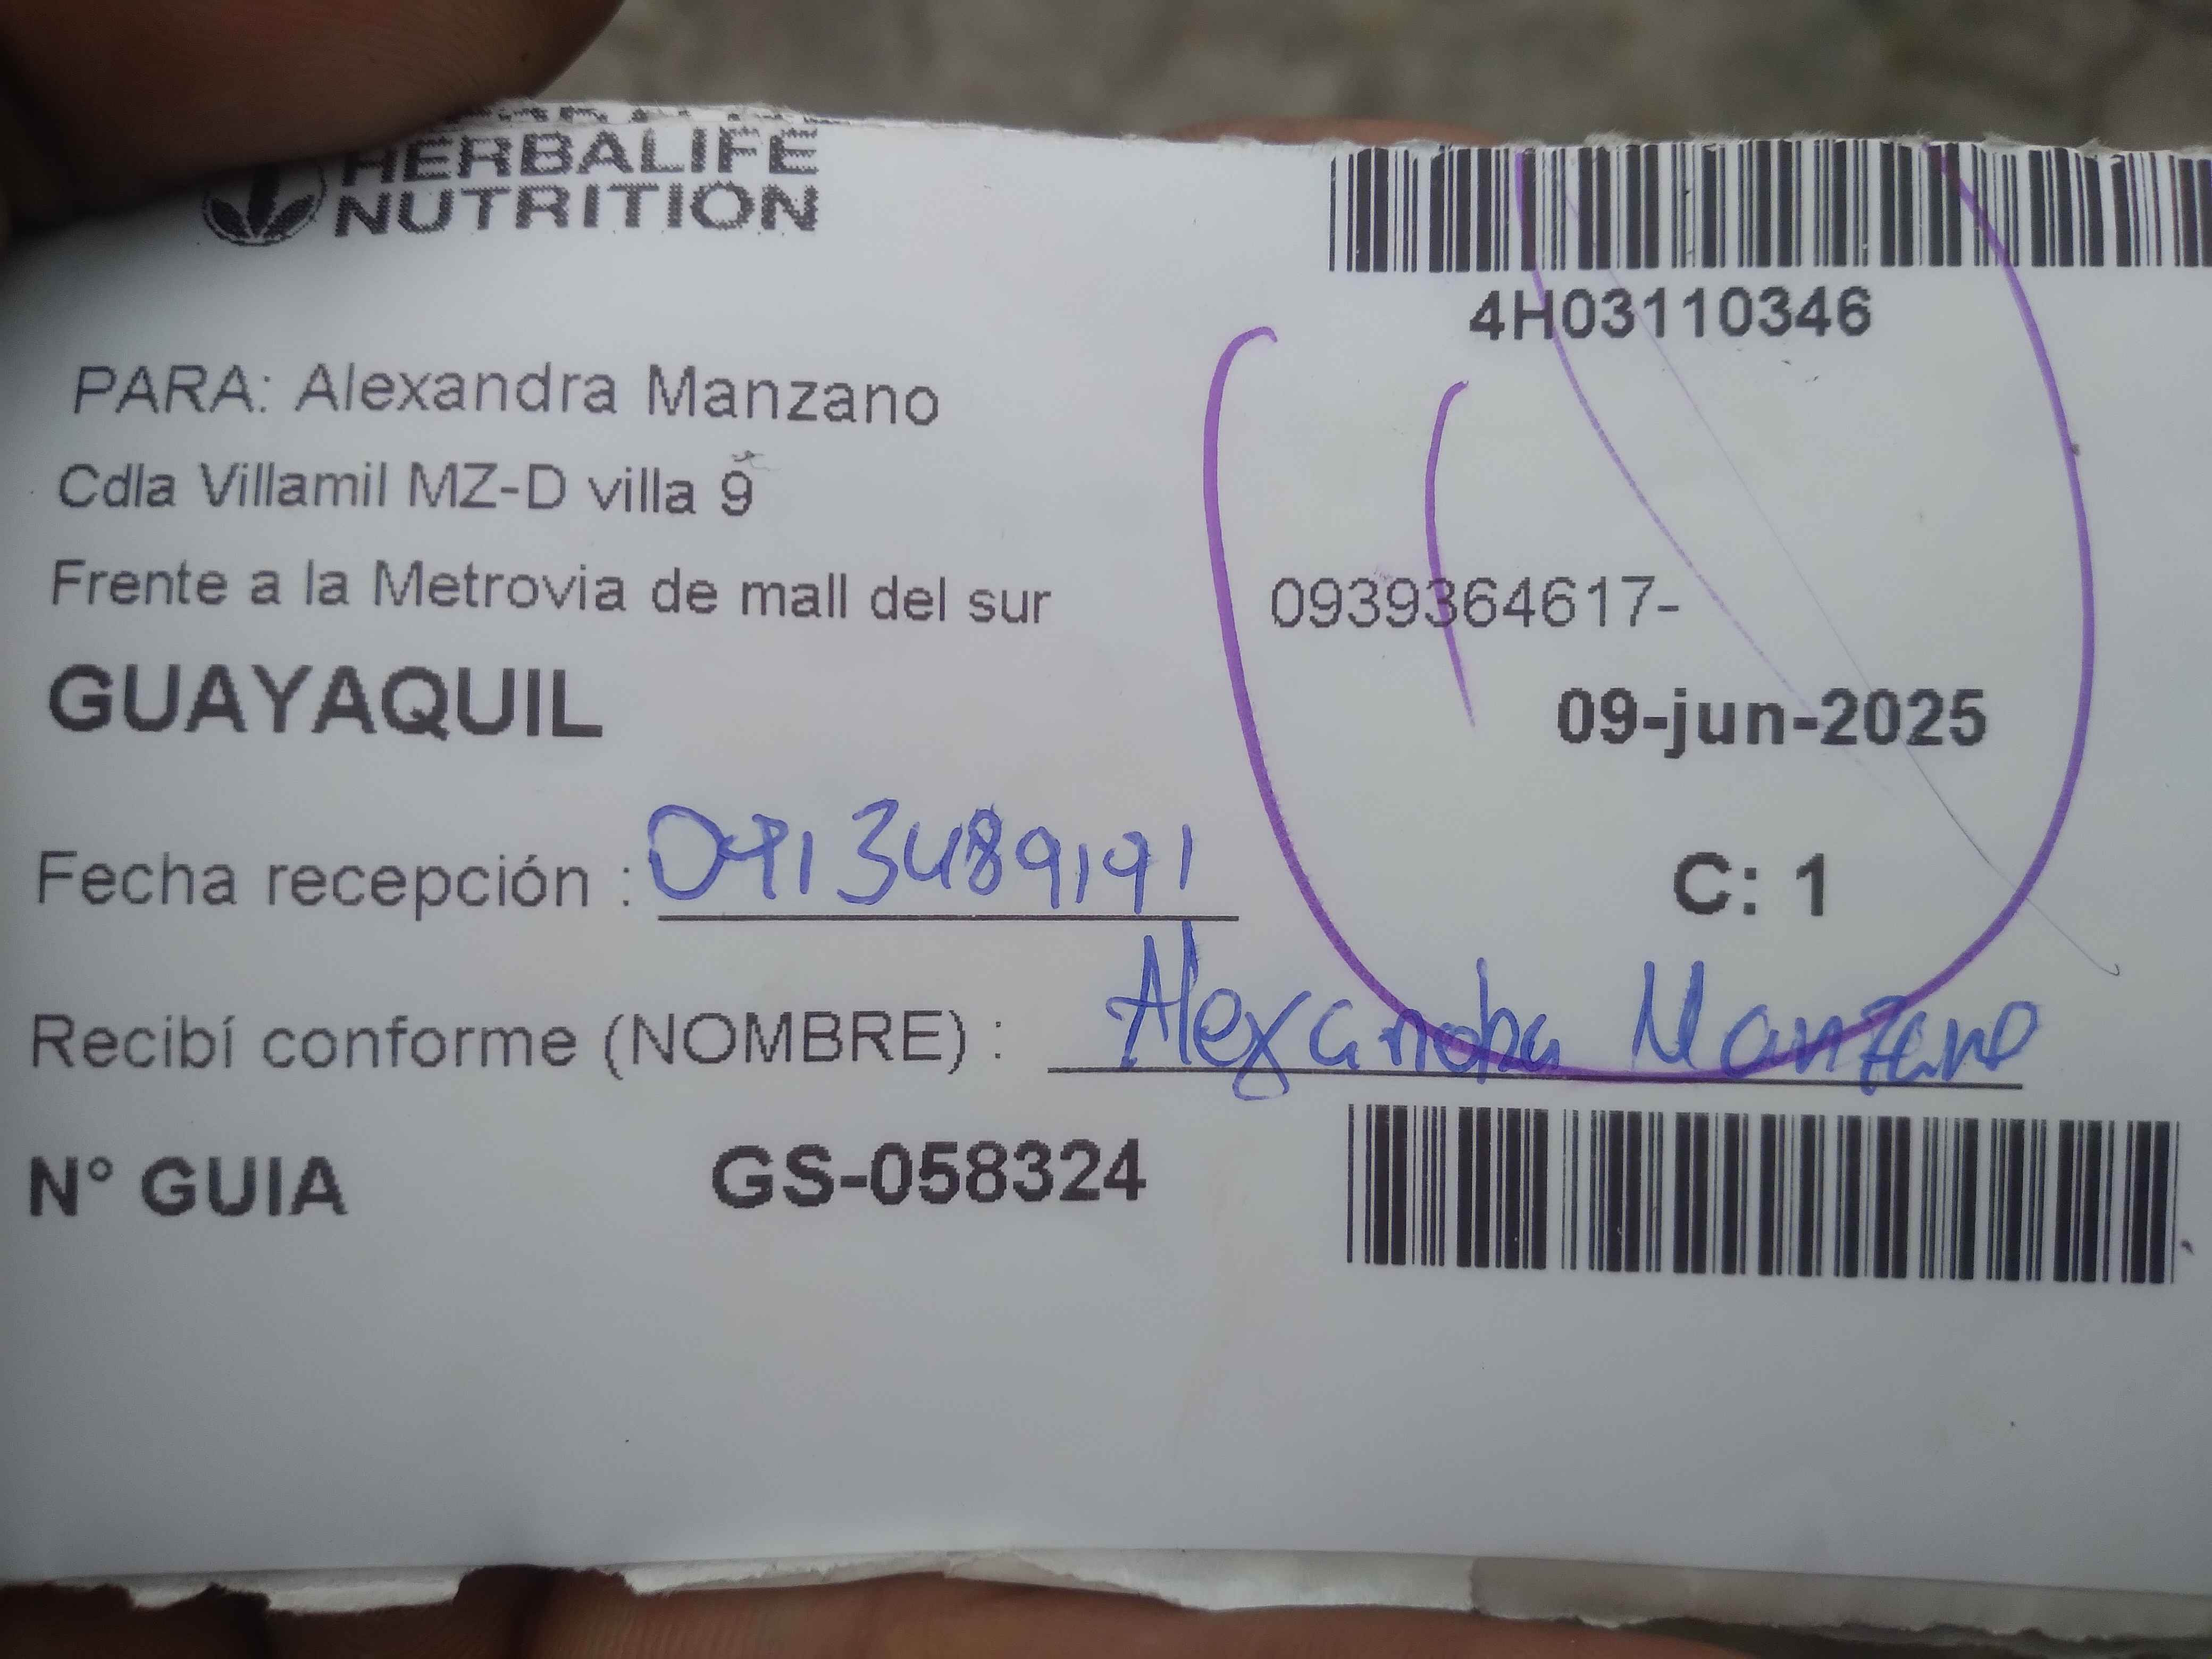 HERBALIFE
NUTRITION
4H03110346
PARA: Alexandra Manzano
Cdla Villamil MZ-D villa 9
Frente a la Metrovia de mall del sur
0939364617-
GUAYAQUIL
09-jun-2025
Fecha recepción : 0913489191
C: 1
Recibí conforme (NOMBRE) : Alexandra Manzano
N° GUIA GS-058324